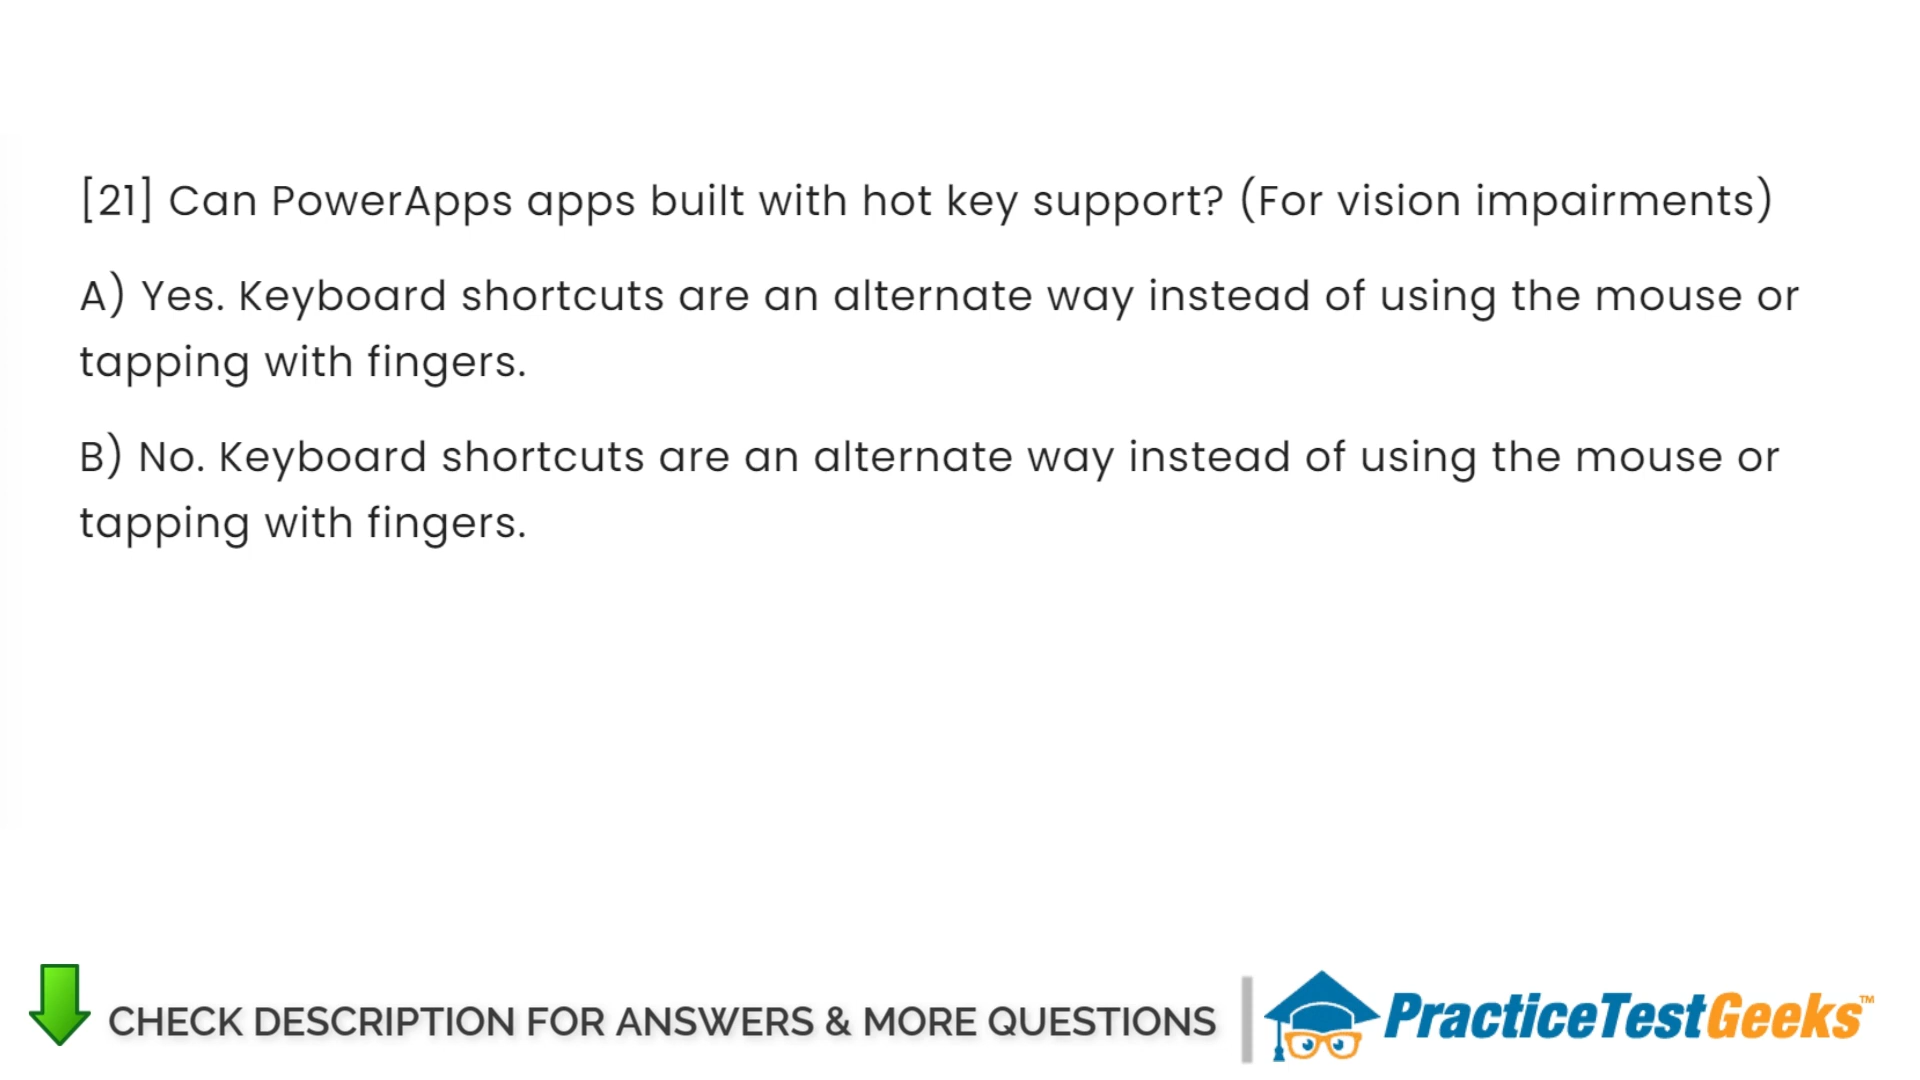 [21] Can PowerApps apps built with hot key support? (For vision impairments)
A) Yes. Keyboard shortcuts are an alternate way instead of using the mouse or
tapping with fingers.
B) No. Keyboard shortcuts are an alternate way instead of using the mouse or
tapping with fingers.
CHECK DESCRIPTION FOR ANSWERS & MORE QUESTIONS
PracticeTestGeeks™